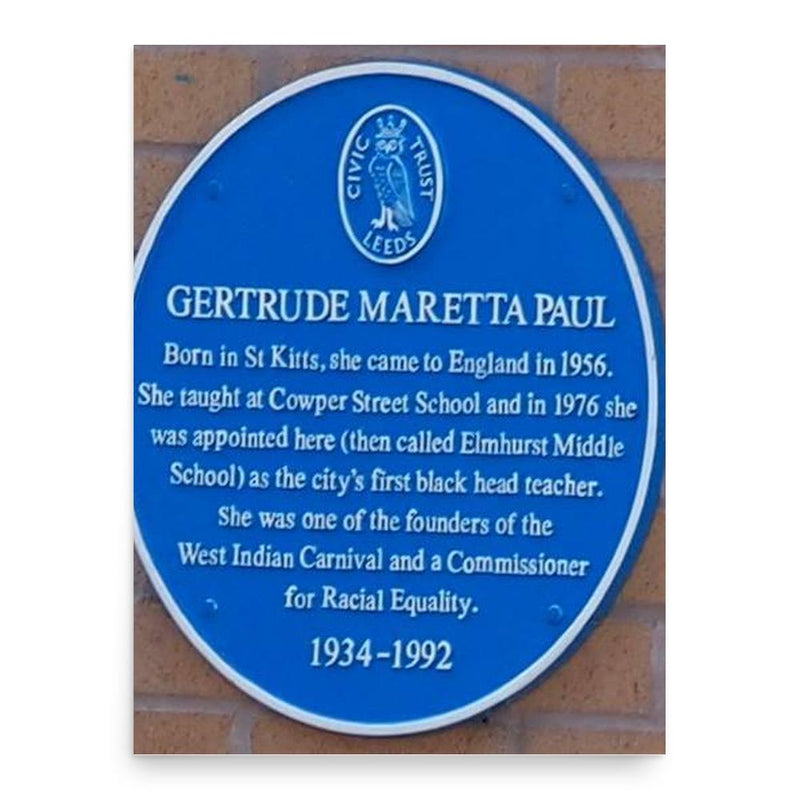 CIVIC TRUST
LEEDS
GERTRUDE MARETTA PAUL
Born in St Kitts, she came to England in 1956.
She taught at Cowper Street School and in 1976 she
was appointed here (then called Elmhurst Middle
School) as the city's first black head teacher.
She was one of the founders of the
West Indian Carnival and a Commissioner
for Racial Equality.
1934-1992